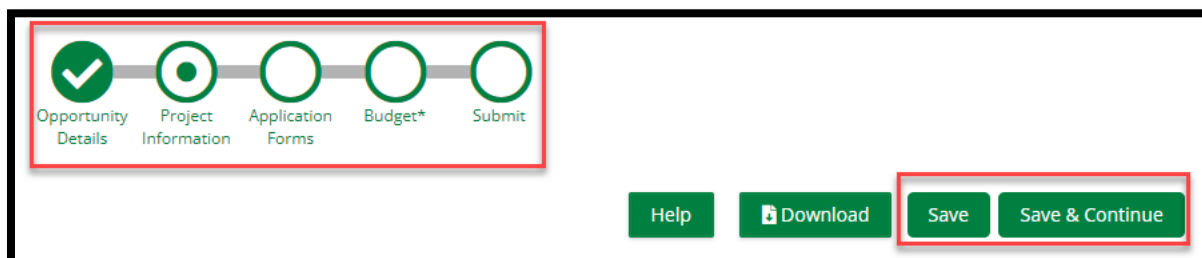 Opportunity Details
Project Information
Application Forms
Budget*
Submit
Help
Download
Save
Save & Continue